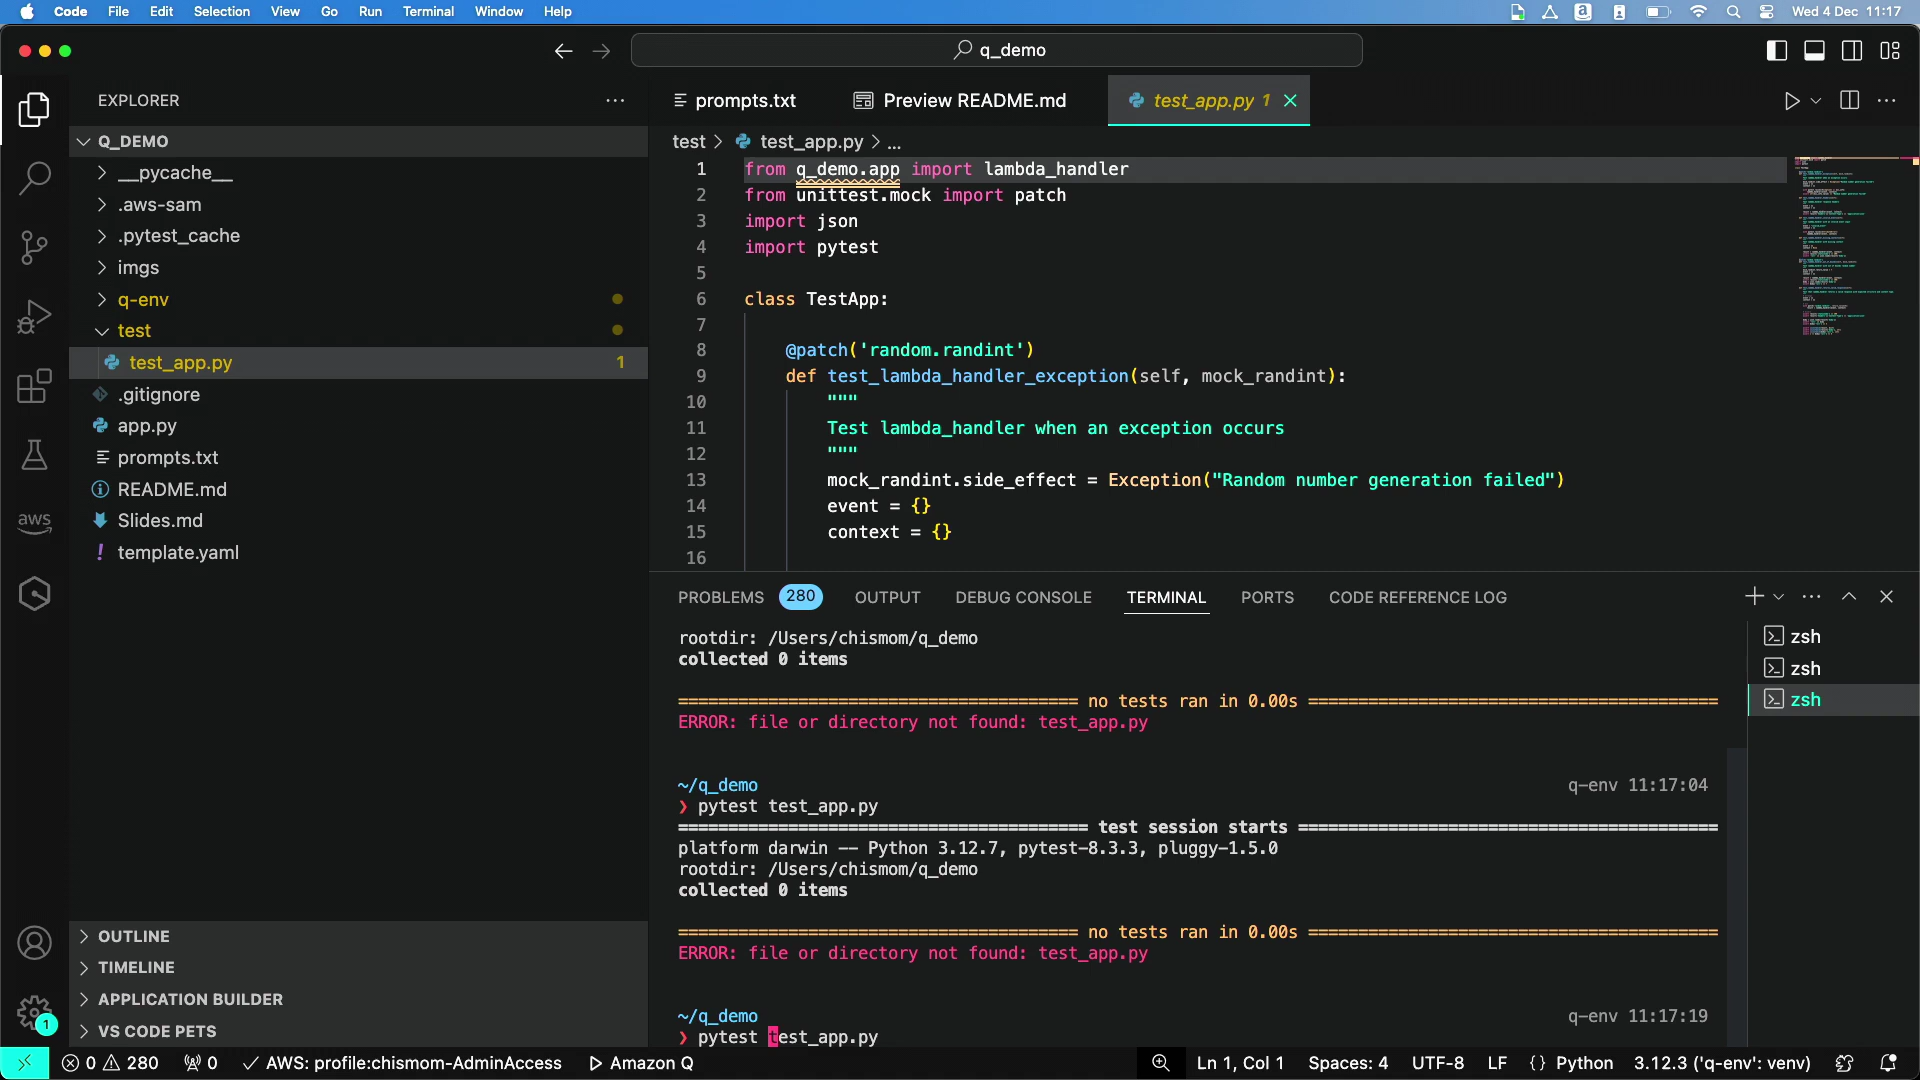 Code File Edit Selection View Go Run Terminal Window Help Wed 4 Dec 11:17
q_demo
EXPLORER
Q_DEMO
__pycache__
.aws-sam
.pytest_cache
imgs
q-env
test
test_app.py 1
.gitignore
app.py
prompts.txt
README.md
Slides.md
template.yaml
aws
OUTLINE
TIMELINE
APPLICATION BUILDER
VS CODE PETS
1
prompts.txt Preview README.md test_app.py 1
test > test_app.py > ...
1 from q_demo.app import lambda_handler
2 from unittest.mock import patch
3 import json
4 import pytest
5
6 class TestApp:
7
8 @patch('random.randint')
9 def test_lambda_handler_exception(self, mock_randint):
10 """
11 Test lambda_handler when an exception occurs
12 """
13 mock_randint.side_effect = Exception("Random number generation failed")
14 event = {}
15 context = {}
16
PROBLEMS 280 OUTPUT DEBUG CONSOLE TERMINAL PORTS CODE REFERENCE LOG
rootdir: /Users/chismom/q_demo
collected 0 items
======================================== no tests ran in 0.00s =========================================
ERROR: file or directory not found: test_app.py
~/q_demo q-env 11:17:04
❯ pytest test_app.py
========================================= test session starts ==========================================
platform darwin -- Python 3.12.7, pytest-8.3.3, pluggy-1.5.0
rootdir: /Users/chismom/q_demo
collected 0 items
======================================== no tests ran in 0.00s =========================================
ERROR: file or directory not found: test_app.py
~/q_demo q-env 11:17:19
❯ pytest test_app.py
zsh
zsh
zsh
0 280 0 AWS: profile:chismom-AdminAccess Amazon Q Ln 1, Col 1 Spaces: 4 UTF-8 LF {} Python 3.12.3 ('q-env': venv)